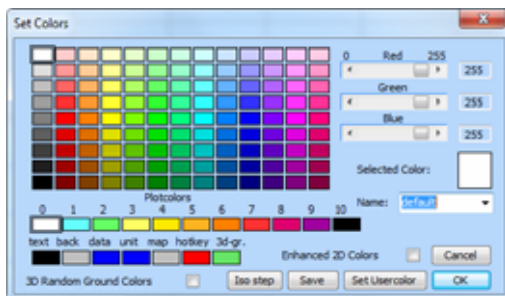 Set Colors
0 Red 255
255
Green
255
Blue
255
Selected Color:
Plotcolors
0 1 2 3 4 5 6 7 8 9 10
Name: default
text back data unit map hotkey 3d-gr.
Enhanced 2D Colors
Cancel
3D Random Ground Colors
Iso step
Save
Set Usercolor
OK